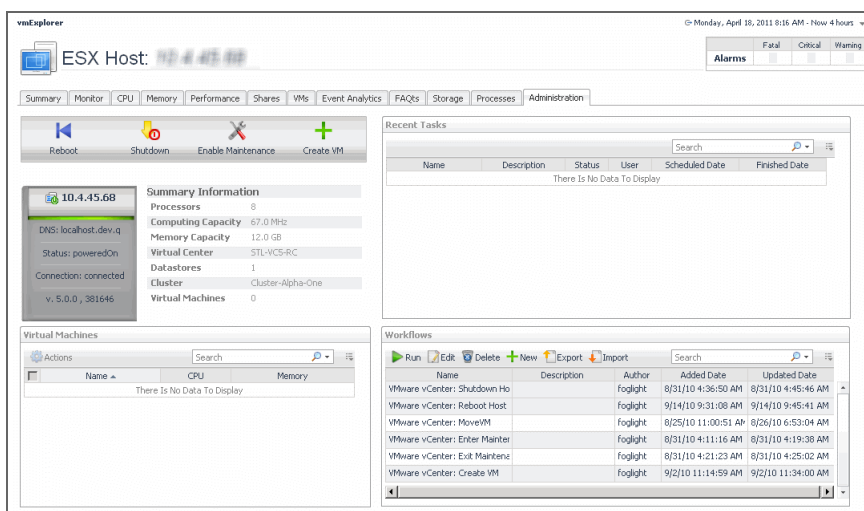 vmExplorer
Monday, April 18, 2011 8:16 AM - Now 4 hours
ESX Host:
Fatal Critical Warning
Alarms
Summary Monitor CPU Memory Performance Shares VMs Event Analytics FAQts Storage Processes Administration
Reboot Shutdown Enable Maintenance Create VM
Recent Tasks
Search
Name Description Status User Scheduled Date Finished Date
There Is No Data To Display
10.4.45.68
DNS: localhost.dev.q
Status: poweredOn
Connection: connected
v. 5.0.0 , 381646
Summary Information
Processors 8
Computing Capacity 67.0 MHz
Memory Capacity 12.0 GB
Virtual Center STL-VC5-RC
Datastores 1
Cluster Cluster-Alpha-One
Virtual Machines 0
Virtual Machines
Actions Search
Name CPU Memory
There Is No Data To Display
Workflows
Run Edit Delete New Export Import Search
Name Description Author Added Date Updated Date
VMware vCenter: Shutdown Ho foglight 8/31/10 4:36:50 AM 8/31/10 4:45:46 AM
VMware vCenter: Reboot Host foglight 9/14/10 9:31:08 AM 9/14/10 9:45:41 AM
VMware vCenter: MoveVM foglight 8/25/10 11:00:51 AM 8/26/10 6:53:04 AM
VMware vCenter: Enter Mainter foglight 8/31/10 4:11:16 AM 8/31/10 4:19:38 AM
VMware vCenter: Exit Maintena foglight 8/31/10 4:21:23 AM 8/31/10 4:25:02 AM
VMware vCenter: Create VM foglight 9/2/10 11:14:59 AM 9/2/10 11:34:00 AM